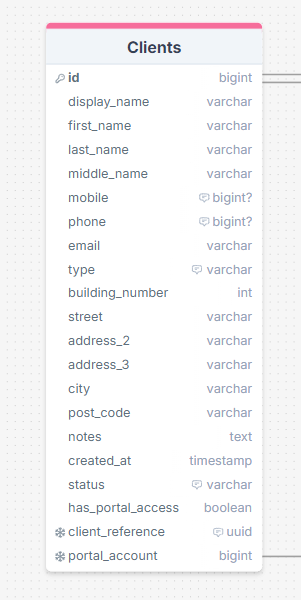 Clients
id bigint
display_name varchar
first_name varchar
last_name varchar
middle_name varchar
mobile bigint?
phone bigint?
email varchar
type varchar
building_number int
street varchar
address_2 varchar
address_3 varchar
city varchar
post_code varchar
notes text
created_at timestamp
status varchar
has_portal_access boolean
client_reference uuid
portal_account bigint